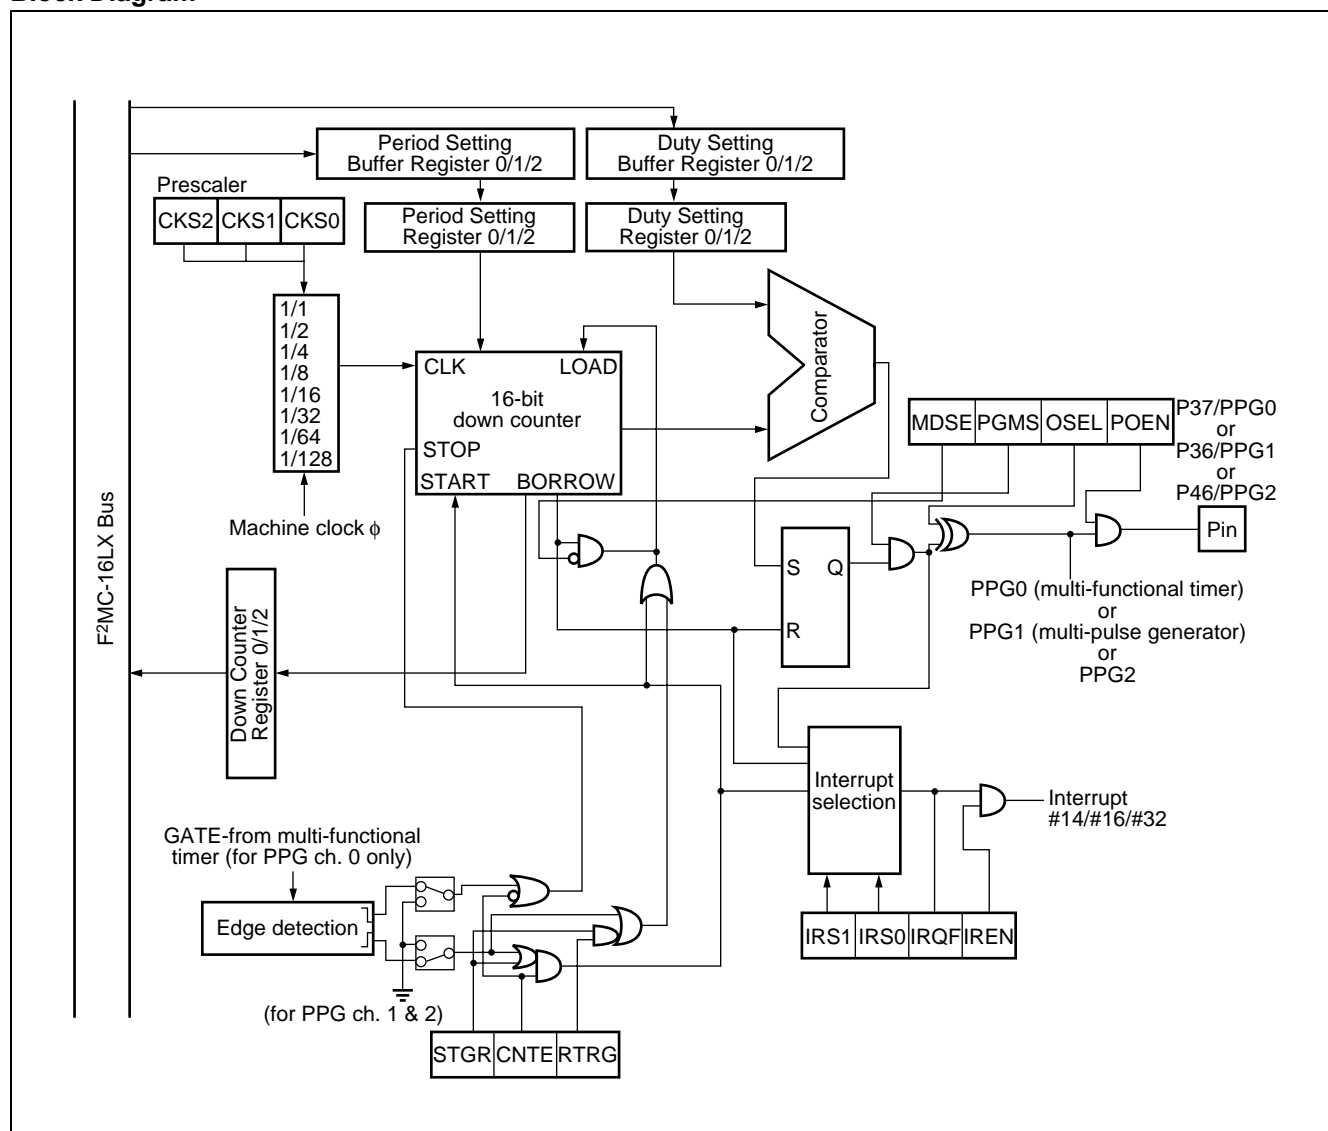 F²MC-16LX Bus
Period Setting
Buffer Register 0/1/2
Duty Setting
Buffer Register 0/1/2
Prescaler
CKS2 CKS1 CKS0
Period Setting
Register 0/1/2
Duty Setting
Register 0/1/2
1/1
1/2
1/4
1/8
1/16
1/32
1/64
1/128
Machine clock ϕ
CLK LOAD
16-bit
down counter
STOP
START BORROW
Comparator
MDSE PGMS OSEL POEN
P37/PPG0
or
P36/PPG1
or
P46/PPG2
Pin
S Q
R
PPG0 (multi-functional timer)
or
PPG1 (multi-pulse generator)
or
PPG2
Down Counter
Register 0/1/2
Interrupt
selection
Interrupt
#14/#16/#32
IRS1 IRS0 IRQF IREN
GATE-from multi-functional
timer (for PPG ch. 0 only)
Edge detection
(for PPG ch. 1 & 2)
STGR CNTE RTRG